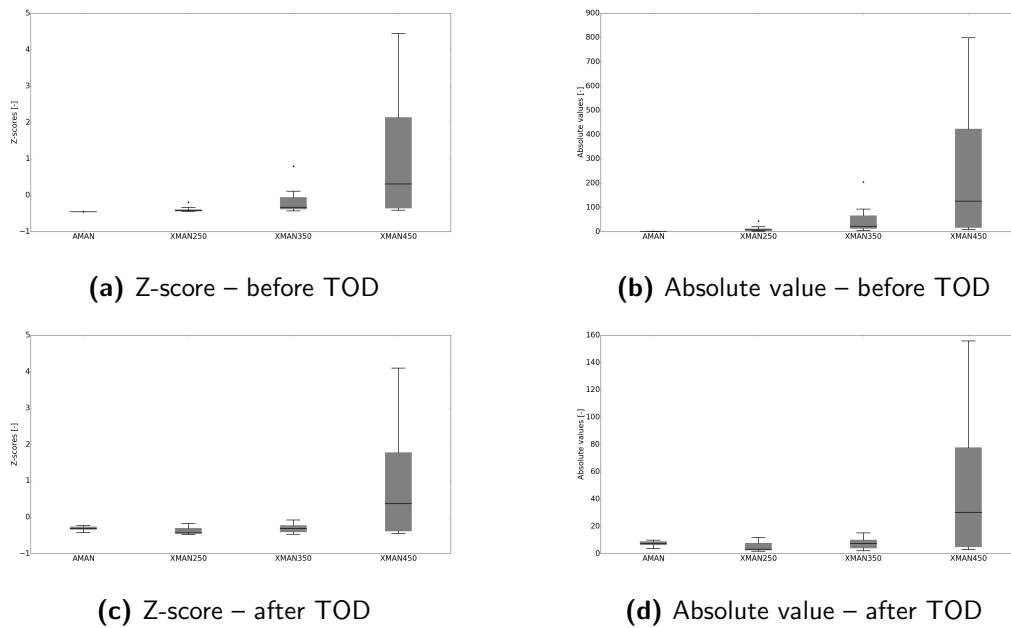 5
4
3
2
1
0
−1
Z-scores [-]
AMAN
XMAN250
XMAN350
XMAN450
(a) Z-score – before TOD
900
800
700
600
500
400
300
200
100
0
Absolute values [-]
AMAN
XMAN250
XMAN350
XMAN450
(b) Absolute value – before TOD
5
4
3
2
1
0
−1
Z-scores [-]
AMAN
XMAN250
XMAN350
XMAN450
(c) Z-score – after TOD
160
140
120
100
80
60
40
20
0
Absolute values [-]
AMAN
XMAN250
XMAN350
XMAN450
(d) Absolute value – after TOD